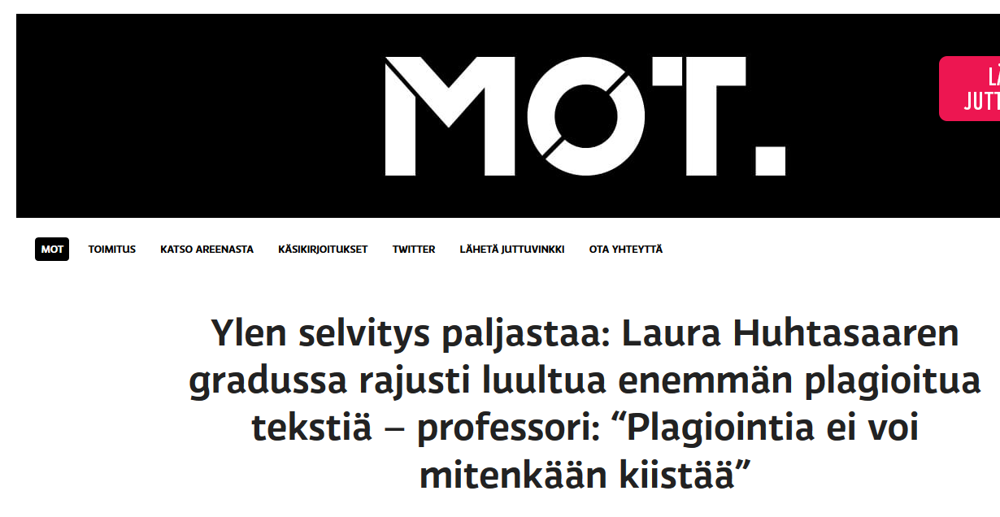 MOT.
JUTT
MOT TOIMITUS KATSO AREENASTA KÄSIKIRJOITUKSET TWITTER LÄHETÄ JUTTUVINKKI OTA YHTEYTTÄ
Ylen selvitys paljastaa: Laura Huhtasaaren
gradussa rajusti luultua enemmän plagioitua
tekstiä – professori: “Plagiointia ei voi
mitenkään kiistää”